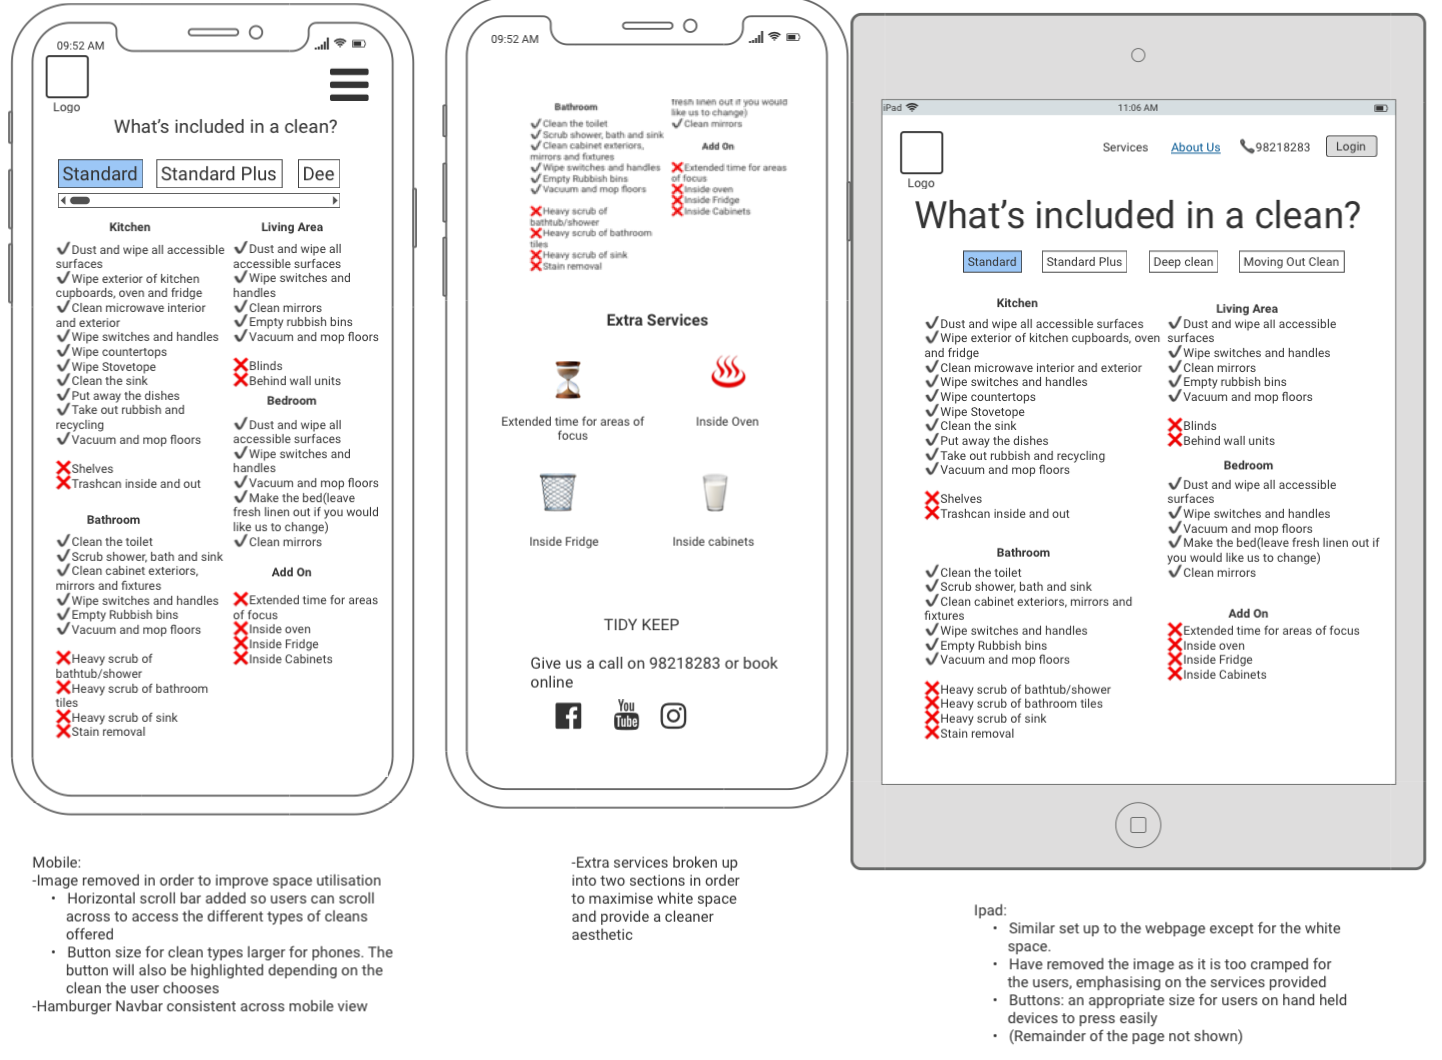 09:52 AM
Logo
What's included in a clean?
Standard
Standard Plus
Dee
Kitchen
Dust and wipe all accessible
surfaces
Wipe exterior of kitchen
cupboards, oven and fridge
Clean microwave interior
and exterior
Wipe switches and handles
Wipe countertops
Wipe Stovetope
Clean the sink
Put away the dishes
Take out rubbish and
recycling
Vacuum and mop floors
Shelves
Trashcan inside and out
Bathroom
Clean the toilet
Scrub shower, bath and sink
Clean cabinet exteriors,
mirrors and fixtures
Wipe switches and handles
Empty Rubbish bins
Vacuum and mop floors
Heavy scrub of
bathtub/shower
Heavy scrub of bathroom
tiles
Heavy scrub of sink
Stain removal
Living Area
Dust and wipe all
accessible surfaces
Wipe switches and
handles
Clean mirrors
Empty rubbish bins
Vacuum and mop floors
Blinds
Behind wall units
Bedroom
Dust and wipe all
accessible surfaces
Wipe switches and
handles
Vacuum and mop floors
Make the bed(leave
fresh linen out if you would
like us to change)
Clean mirrors
Add On
Extended time for areas
of focus
Inside oven
Inside Fridge
Inside Cabinets
09:52 AM
Bathroom
Clean the toilet
Scrub shower, bath and sink
Clean cabinet exteriors,
mirrors and fixtures
Wipe switches and handles
Empty Rubbish bins
Vacuum and mop floors
Heavy scrub of
bathtub/shower
Heavy scrub of bathroom
tiles
Heavy scrub of sink
Stain removal
fresh linen out if you would
like us to change)
Clean mirrors
Add On
Extended time for areas
of focus
Inside oven
Inside Fridge
Inside Cabinets
Extra Services
Extended time for areas of
focus
Inside Oven
Inside Fridge
Inside cabinets
TIDY KEEP
Give us a call on 98218283 or book
online
You
Tube
iPad
11:06 AM
Logo
Services
About Us
98218283
Login
What's included in a clean?
Standard
Standard Plus
Deep clean
Moving Out Clean
Kitchen
Dust and wipe all accessible surfaces
Wipe exterior of kitchen cupboards, oven
and fridge
Clean microwave interior and exterior
Wipe switches and handles
Wipe countertops
Wipe Stovetope
Clean the sink
Put away the dishes
Take out rubbish and recycling
Vacuum and mop floors
Shelves
Trashcan inside and out
Bathroom
Clean the toilet
Scrub shower, bath and sink
Clean cabinet exteriors, mirrors and
fixtures
Wipe switches and handles
Empty Rubbish bins
Vacuum and mop floors
Heavy scrub of bathtub/shower
Heavy scrub of bathroom tiles
Heavy scrub of sink
Stain removal
Living Area
Dust and wipe all accessible
surfaces
Wipe switches and handles
Clean mirrors
Empty rubbish bins
Vacuum and mop floors
Blinds
Behind wall units
Bedroom
Dust and wipe all accessible
surfaces
Wipe switches and handles
Vacuum and mop floors
Make the bed(leave fresh linen out if
you would like us to change)
Clean mirrors
Add On
Extended time for areas of focus
Inside oven
Inside Fridge
Inside Cabinets
Mobile:
-Image removed in order to improve space utilisation
• Horizontal scroll bar added so users can scroll
across to access the different types of cleans
offered
• Button size for clean types larger for phones. The
button will also be highlighted depending on the
clean the user chooses
-Hamburger Navbar consistent across mobile view
-Extra services broken up
into two sections in order
to maximise white space
and provide a cleaner
aesthetic
Ipad:
• Similar set up to the webpage except for the white
space.
• Have removed the image as it is too cramped for
the users, emphasising on the services provided
• Buttons: an appropriate size for users on hand held
devices to press easily
• (Remainder of the page not shown)